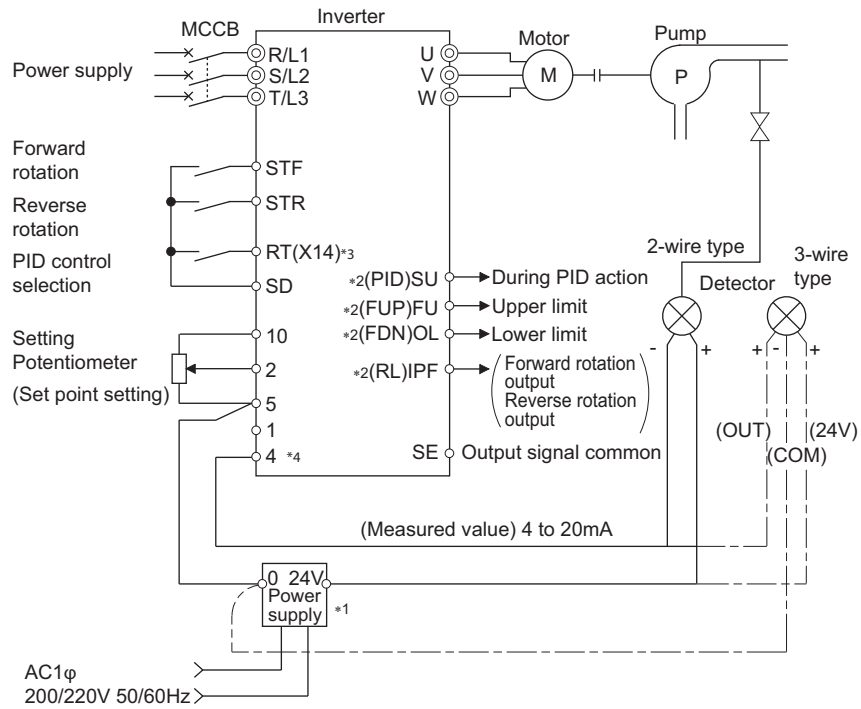 Inverter
MCCB
Motor
Pump
Power supply
R/L1
S/L2
T/L3
U
V
W
M
P
Forward
rotation
STF
Reverse
rotation
STR
PID control
selection
RT(X14)*3
SD
2-wire type
3-wire
type
Detector
*2(PID)SU
During PID action
*2(FUP)FU
Upper limit
*2(FDN)OL
Lower limit
*2(RL)IPF
Forward rotation
output
Reverse rotation
output
- +
+ - +
Setting
Potentiometer
(Set point setting)
10
2
5
1
4 *4
SE
Output signal common
(OUT)
(24V)
(COM)
(Measured value) 4 to 20mA
0 24V
Power
supply
*1
AC1φ
200/220V 50/60Hz